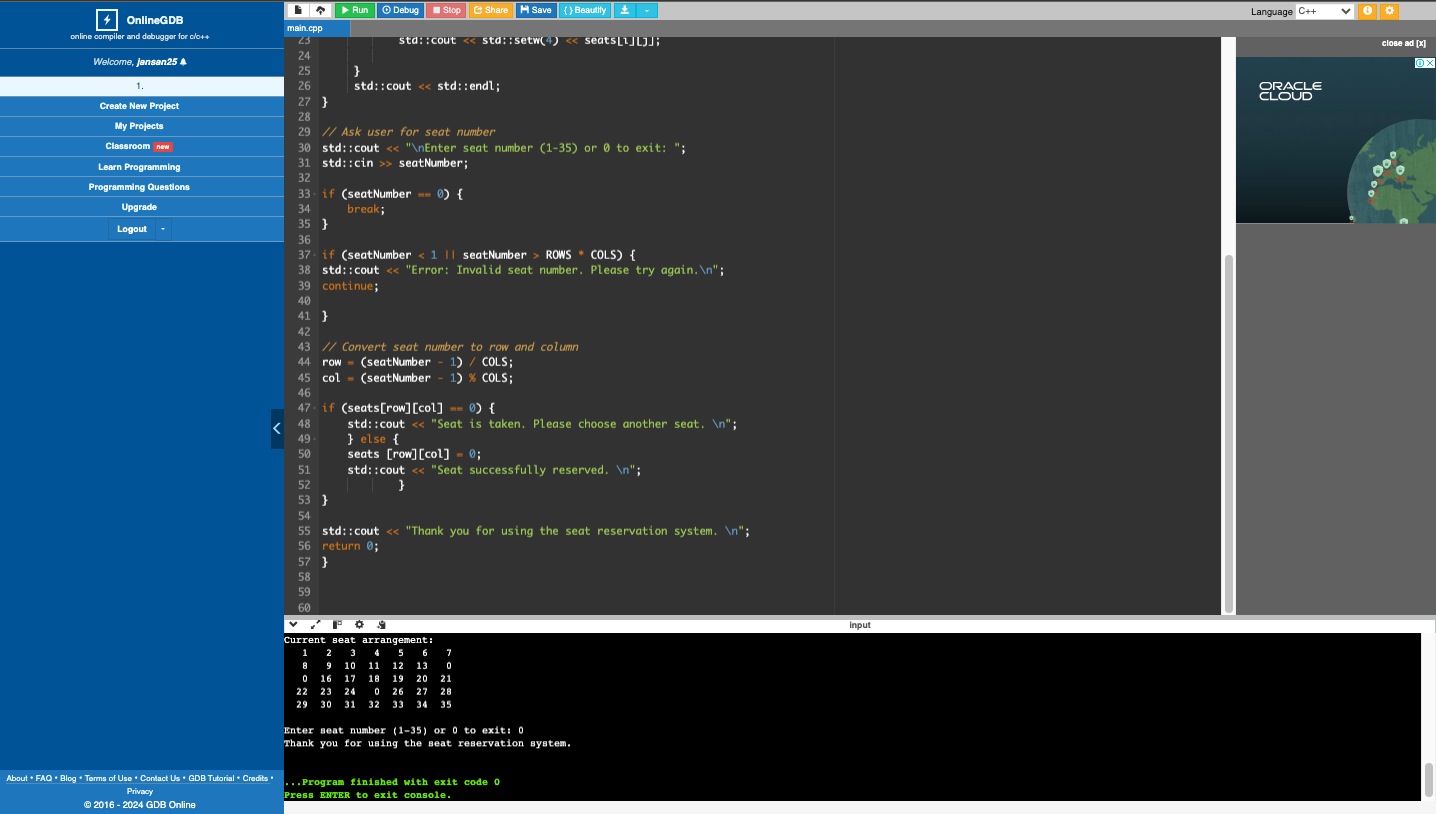 OnlineGDB
online compiler and debugger for c/c++
Welcome, jansan25
1.
Create New Project
My Projects
Classroom new
Learn Programming
Programming Questions
Upgrade
Logout
About • FAQ • Blog • Terms of Use • Contact Us • GDB Tutorial • Credits •
Privacy
© 2016 - 2024 GDB Online
Run Debug Stop Share Save {} Beautify
Language C++
main.cpp
23 std::cout << std::setw(4) << seats[i][j];
24
25 }
26 std::cout << std::endl;
27 }
28
29 // Ask user for seat number
30 std::cout << "\nEnter seat number (1-35) or 0 to exit: ";
31 std::cin >> seatNumber;
32
33 if (seatNumber == 0) {
34 break;
35 }
36
37 if (seatNumber < 1 || seatNumber > ROWS * COLS) {
38 std::cout << "Error: Invalid seat number. Please try again.\n";
39 continue;
40
41 }
42
43 // Convert seat number to row and column
44 row = (seatNumber - 1) / COLS;
45 col = (seatNumber - 1) % COLS;
46
47 if (seats[row][col] == 0) {
48 std::cout << "Seat is taken. Please choose another seat. \n";
49 } else {
50 seats [row][col] = 0;
51 std::cout << "Seat successfully reserved. \n";
52 }
53 }
54
55 std::cout << "Thank you for using the seat reservation system. \n";
56 return 0;
57 }
58
59
60
close ad [x]
ORACLE
CLOUD
input
Current seat arrangement:
1 2 3 4 5 6 7
8 9 10 11 12 13 0
0 16 17 18 19 20 21
22 23 24 0 26 27 28
29 30 31 32 33 34 35
Enter seat number (1-35) or 0 to exit: 0
Thank you for using the seat reservation system.
...Program finished with exit code 0
Press ENTER to exit console.